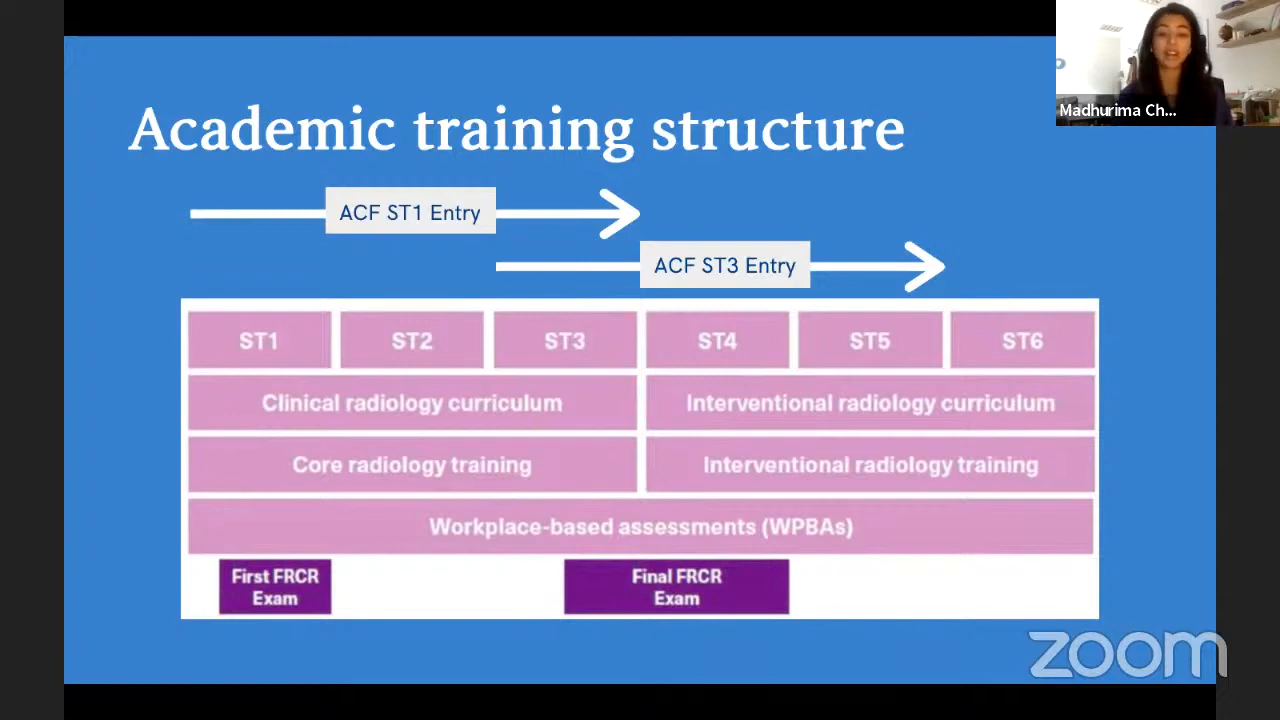 Madhurima Ch...
Academic training structure
ACF ST1 Entry
ACF ST3 Entry
ST1 ST2 ST3 ST4 ST5 ST6
Clinical radiology curriculum Interventional radiology curriculum
Core radiology training Interventional radiology training
Workplace-based assessments (WPBAs)
First FRCR Final FRCR
Exam Exam
zoom